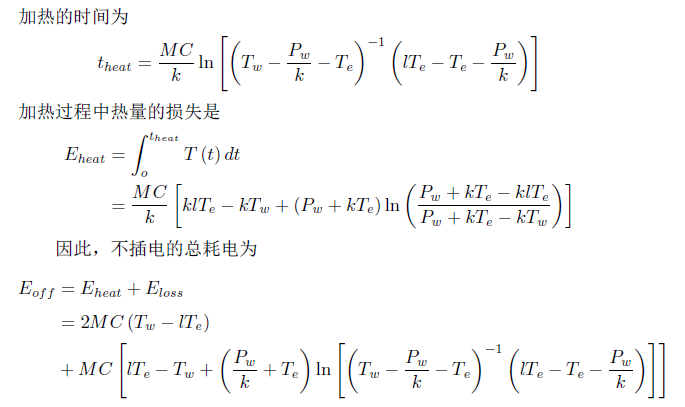 加热的时间为
$t_{heat} = \frac{MC}{k} \ln \left[ \left( T_w - \frac{P_w}{k} - T_e \right)^{-1} \left( lT_e - T_e - \frac{P_w}{k} \right) \right]$
加热过程中热量的损失是
$E_{heat} = \int_o^{t_{heat}} T(t) \, dt$
$= \frac{MC}{k} \left[ klT_e - kT_w + (P_w + kT_e) \ln \left( \frac{P_w + kT_e - klT_e}{P_w + kT_e - kT_w} \right) \right]$
因此，不插电的总耗电为
$E_{off} = E_{heat} + E_{loss}$
$= 2MC (T_w - lT_e)$
$+ MC \left[ lT_e - T_w + \left( \frac{P_w}{k} + T_e \right) \ln \left[ \left( T_w - \frac{P_w}{k} - T_e \right)^{-1} \left( lT_e - T_e - \frac{P_w}{k} \right) \right] \right]$